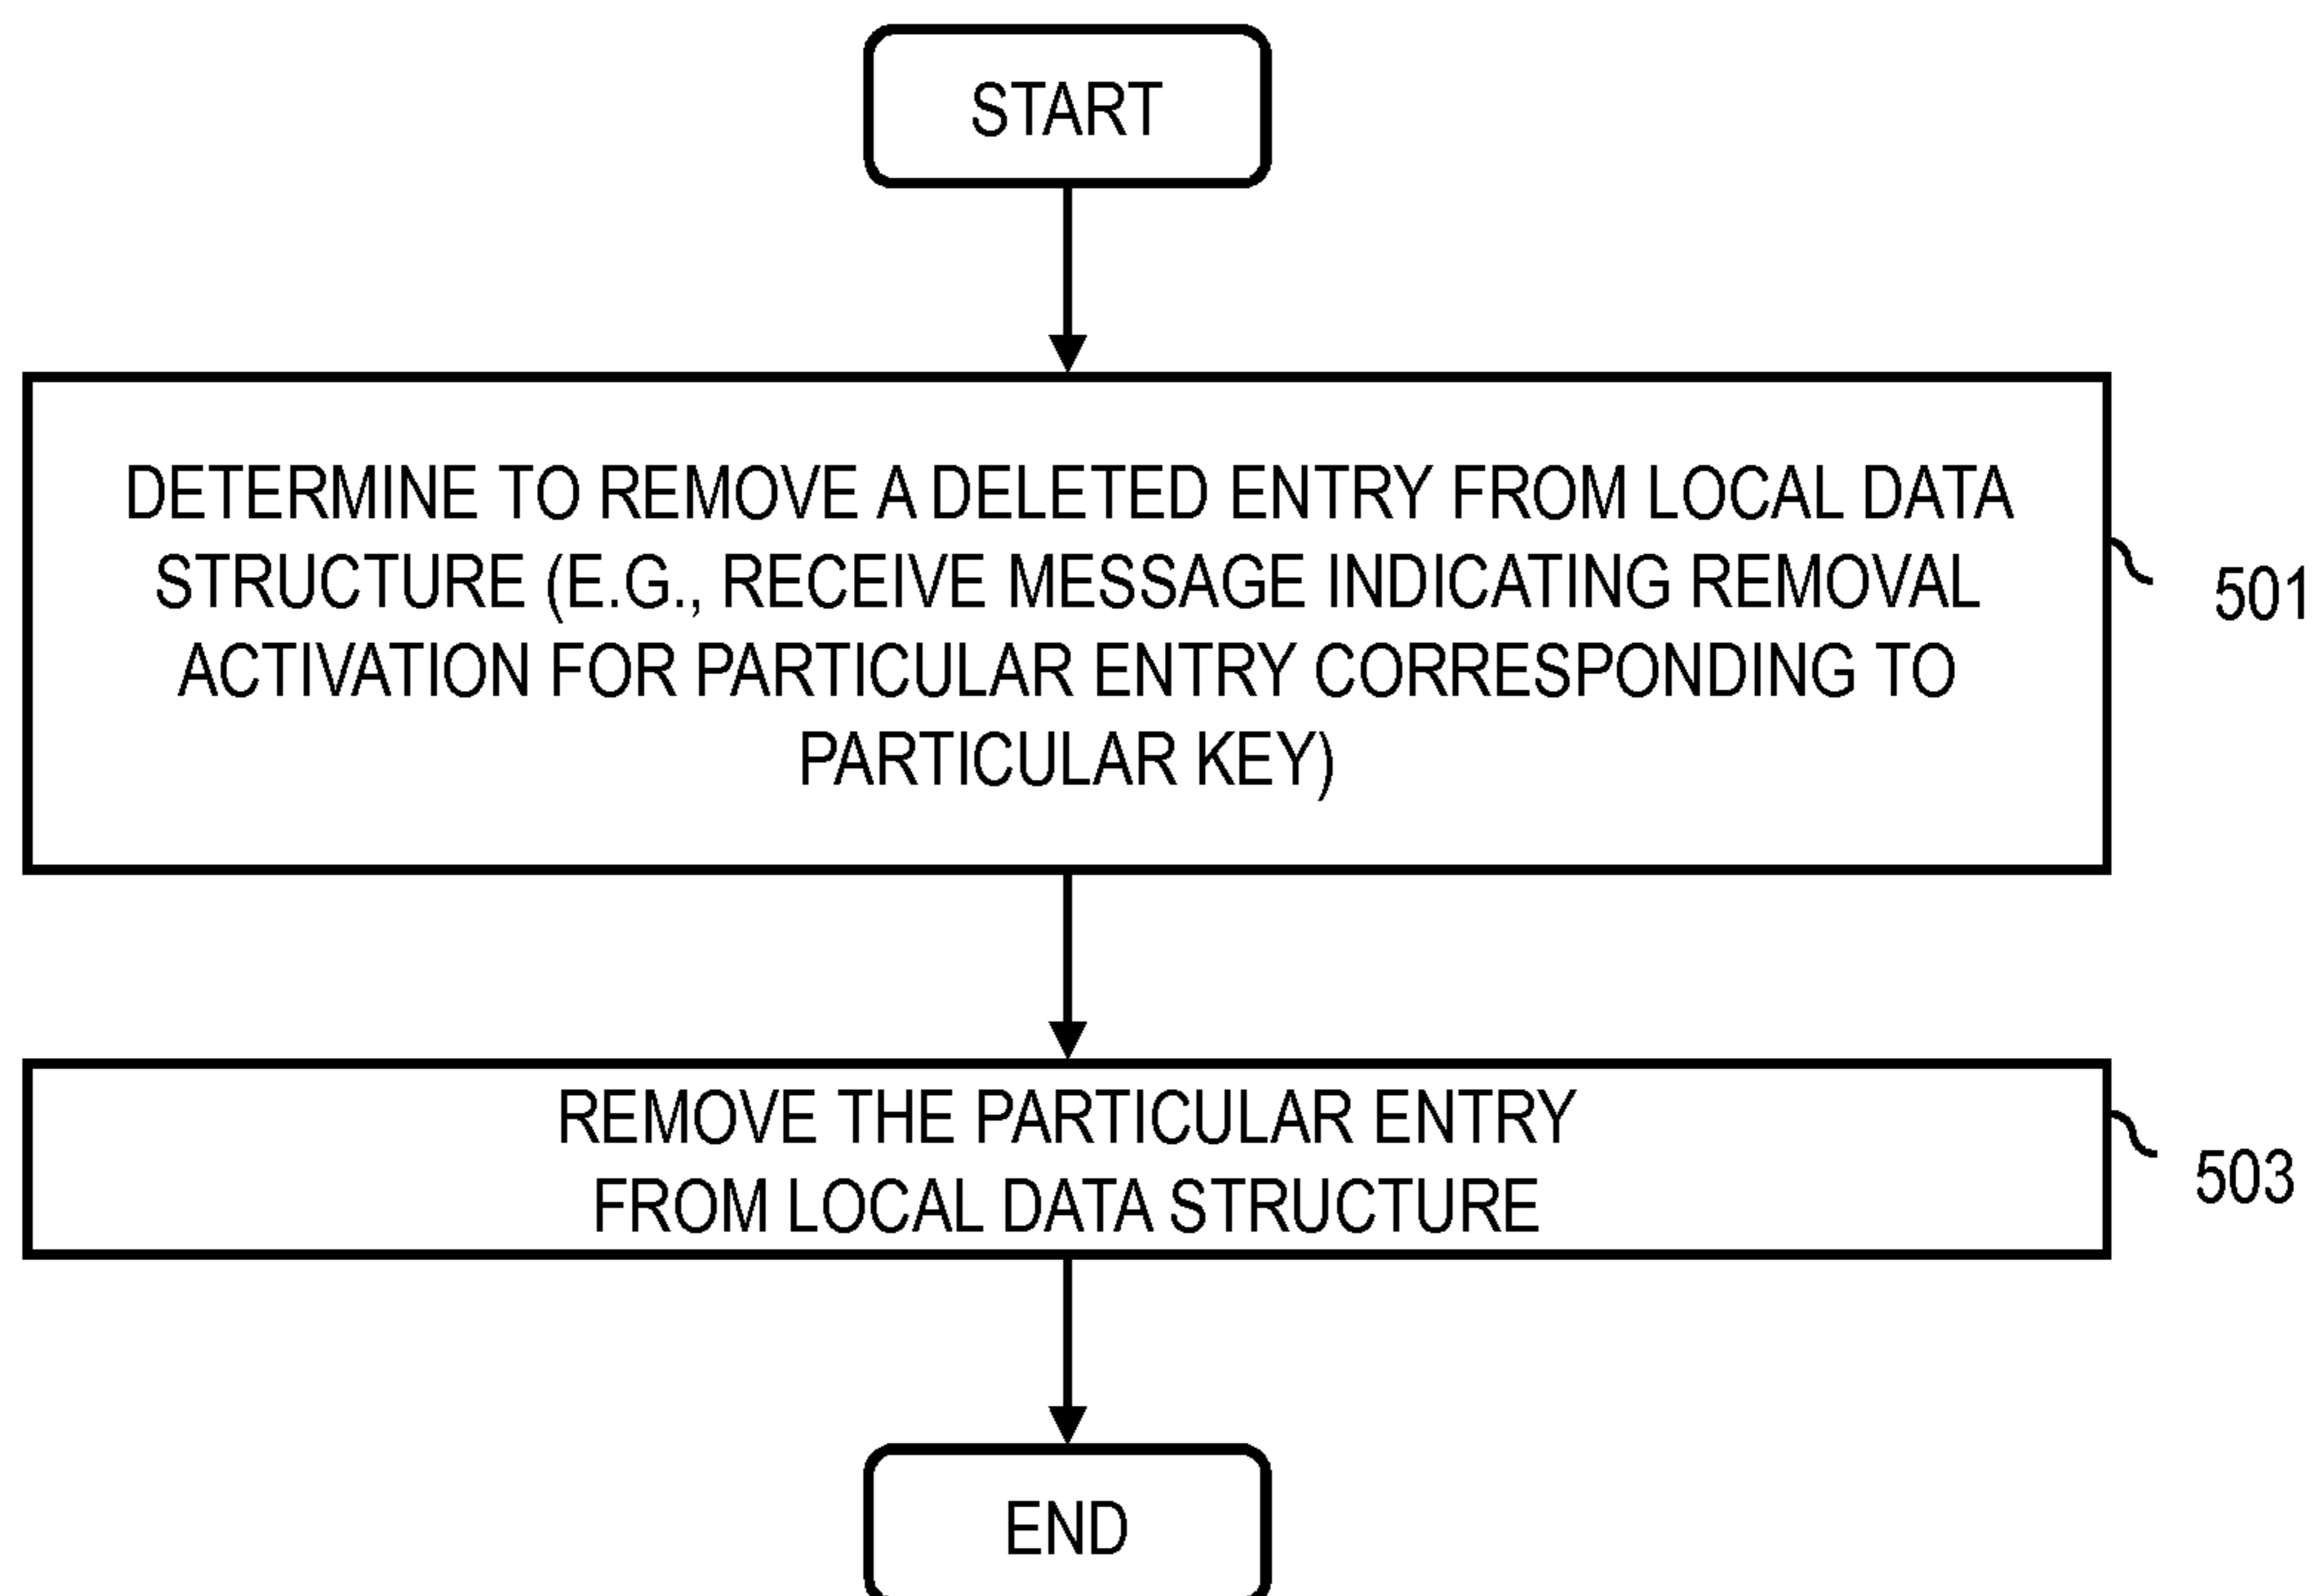 START
DETERMINE TO REMOVE A DELETED ENTRY FROM LOCAL DATA
STRUCTURE (E.G., RECEIVE MESSAGE INDICATING REMOVAL
ACTIVATION FOR PARTICULAR ENTRY CORRESPONDING TO
PARTICULAR KEY)
501
REMOVE THE PARTICULAR ENTRY
FROM LOCAL DATA STRUCTURE
503
END